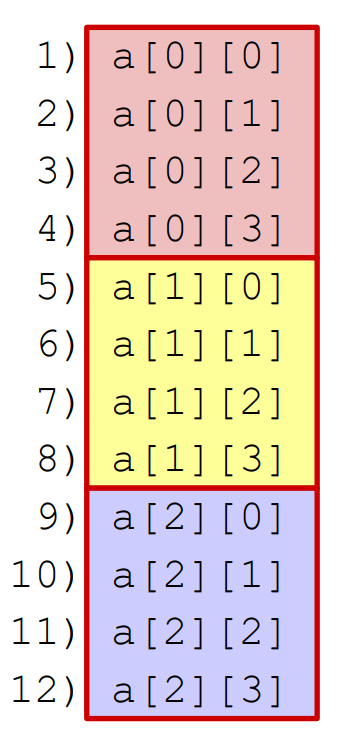 1) a[0][0]
2) a[0][1]
3) a[0][2]
4) a[0][3]
5) a[1][0]
6) a[1][1]
7) a[1][2]
8) a[1][3]
9) a[2][0]
10) a[2][1]
11) a[2][2]
12) a[2][3]